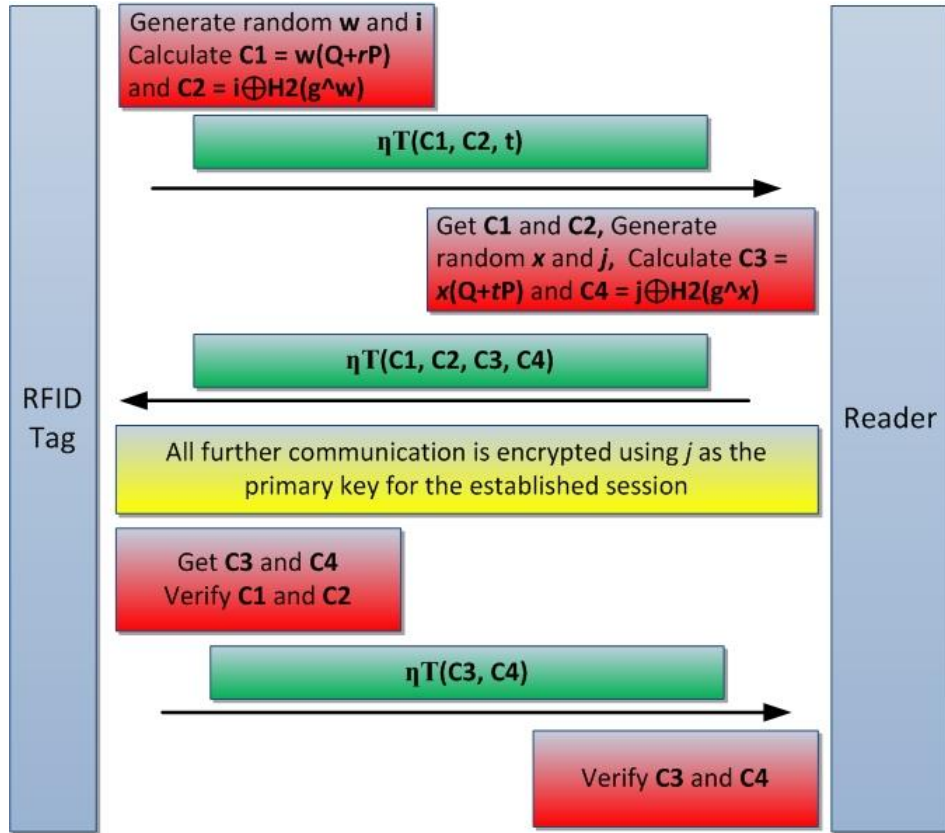 Generate random w and i
Calculate C1 = w(Q+rP)
and C2 = i⊕H2(g^w)
ηT(C1, C2, t)
Get C1 and C2, Generate
random x and j, Calculate C3 =
x(Q+tP) and C4 = j⊕H2(g^x)
ηT(C1, C2, C3, C4)
RFID
Tag
Reader
All further communication is encrypted using j as the
primary key for the established session
Get C3 and C4
Verify C1 and C2
ηT(C3, C4)
Verify C3 and C4